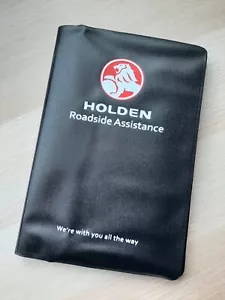 HOLDEN
Roadside Assistance
We're with you all the way